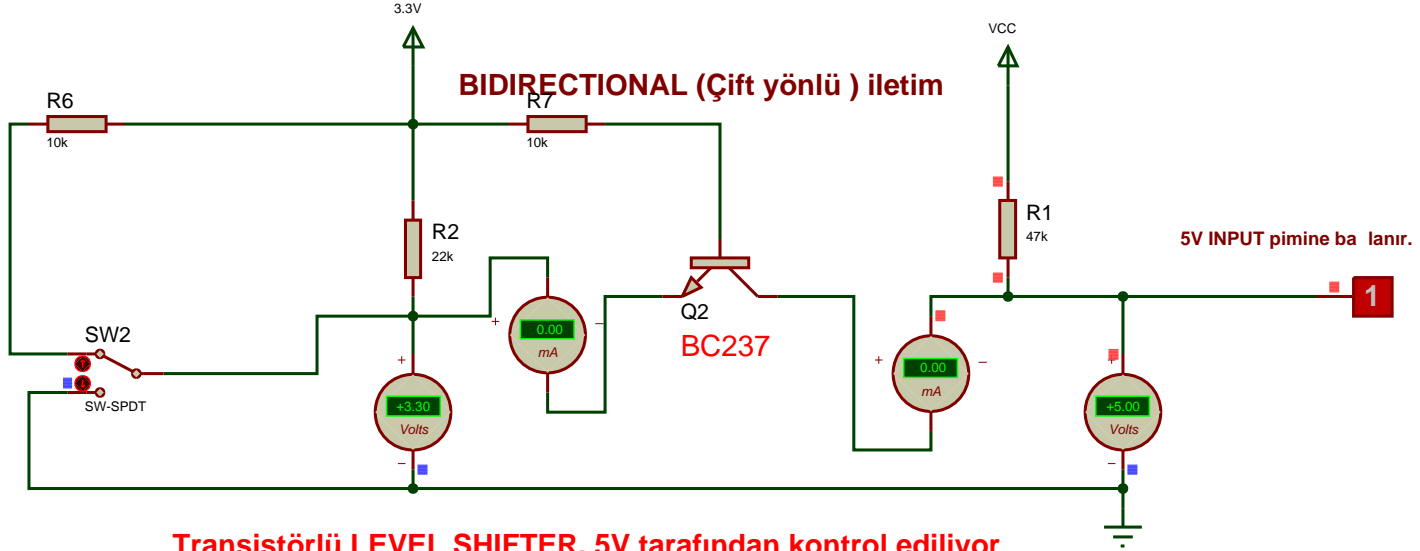 3.3V
VCC
BIDIRECTIONAL (Çift yönlü ) iletim
R6
10k
R7
10k
R2
22k
R1
47k
5V INPUT pimine ba lanır.
1
Q2
BC237
+
0.00
mA
−
+
0.00
mA
−
SW2
SW-SPDT
+
+3.30
Volts
−
+
+5.00
Volts
−
Transistörlü LEVEL SHIFTER. 5V tarafından kontrol ediliyor